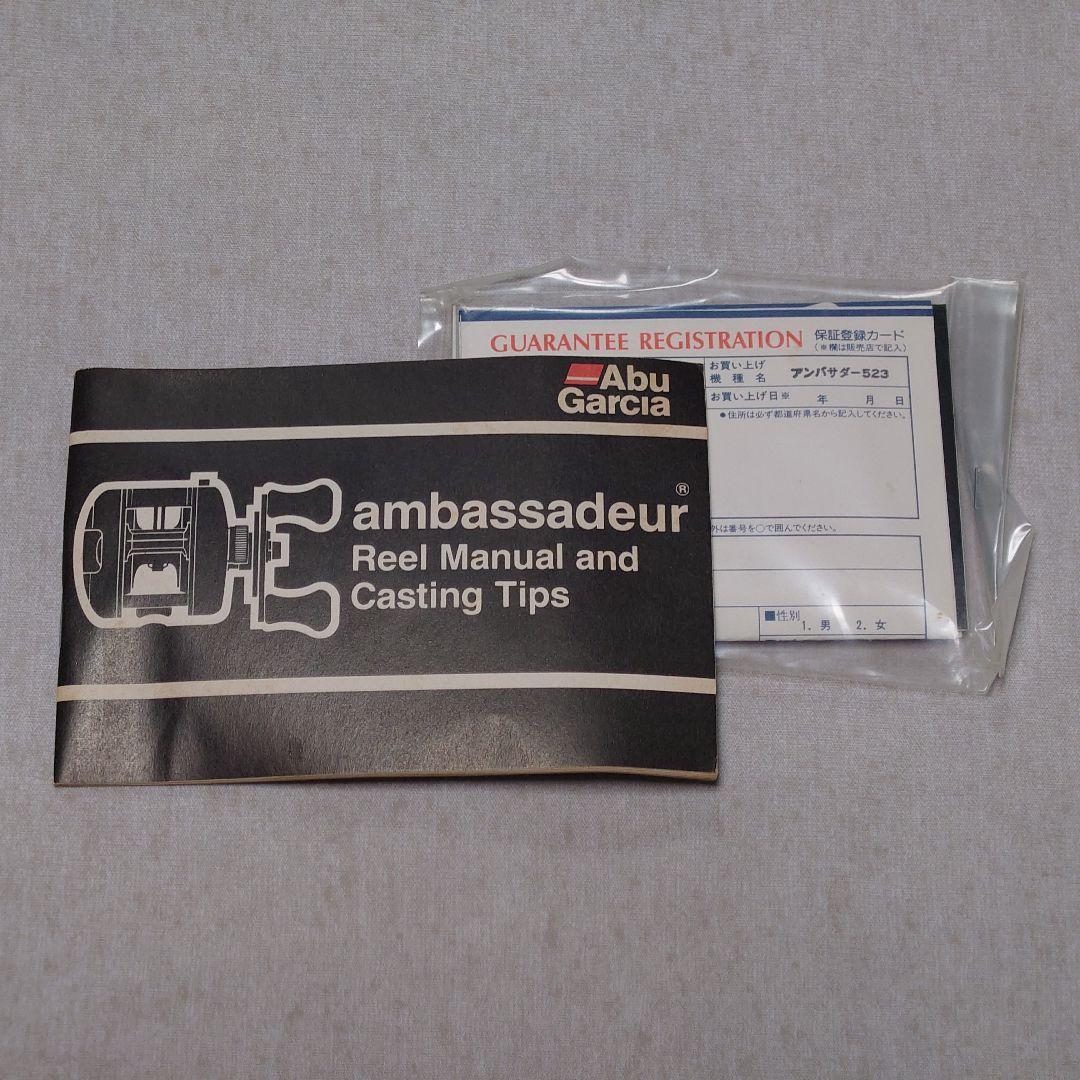 Abu
Garcia
ambassadeur®
Reel Manual and
Casting Tips
GUARANTEE REGISTRATION 保証登録カード
(※欄は販売店で記入)
お買い上げ
機種名 アンバサダー523
お買い上げ日※ 年 月 日
●住所は必ず都道府県名から記入してください。
外は番号を○で囲んでください。
■性別
1. 男 2. 女